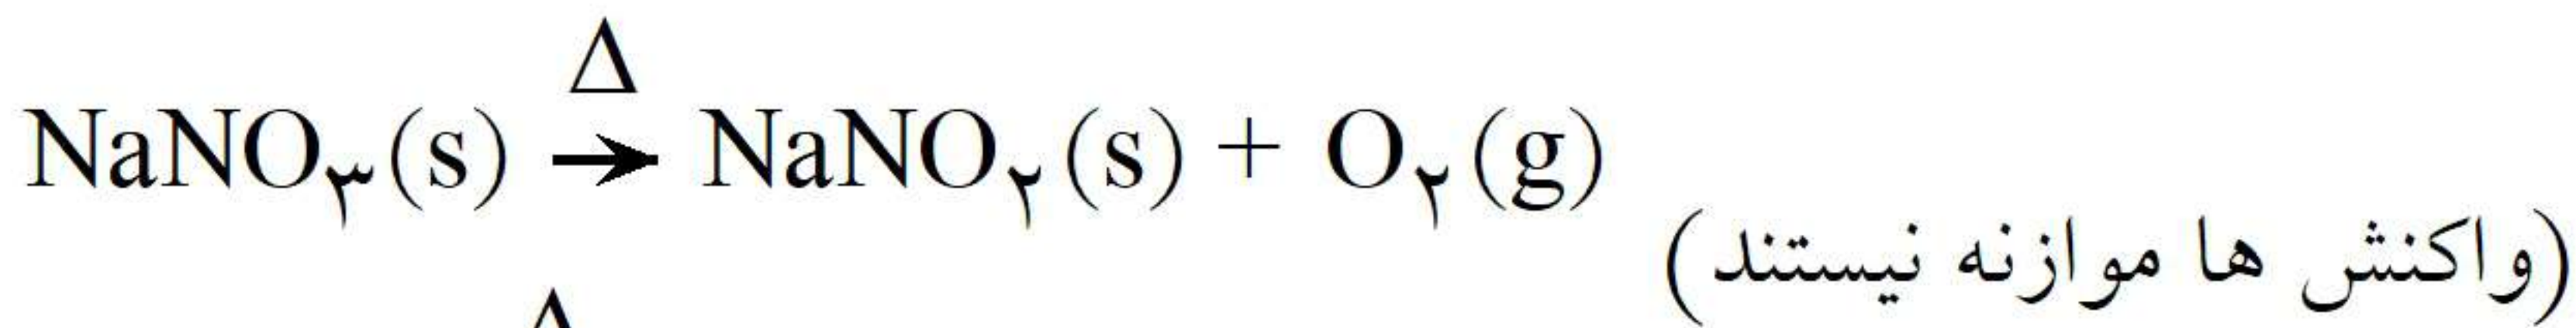 Δ
NaNO۳(s) → NaNO۲(s) + O۲(g)
(واکنش ها موازنه نیستند)
Δ